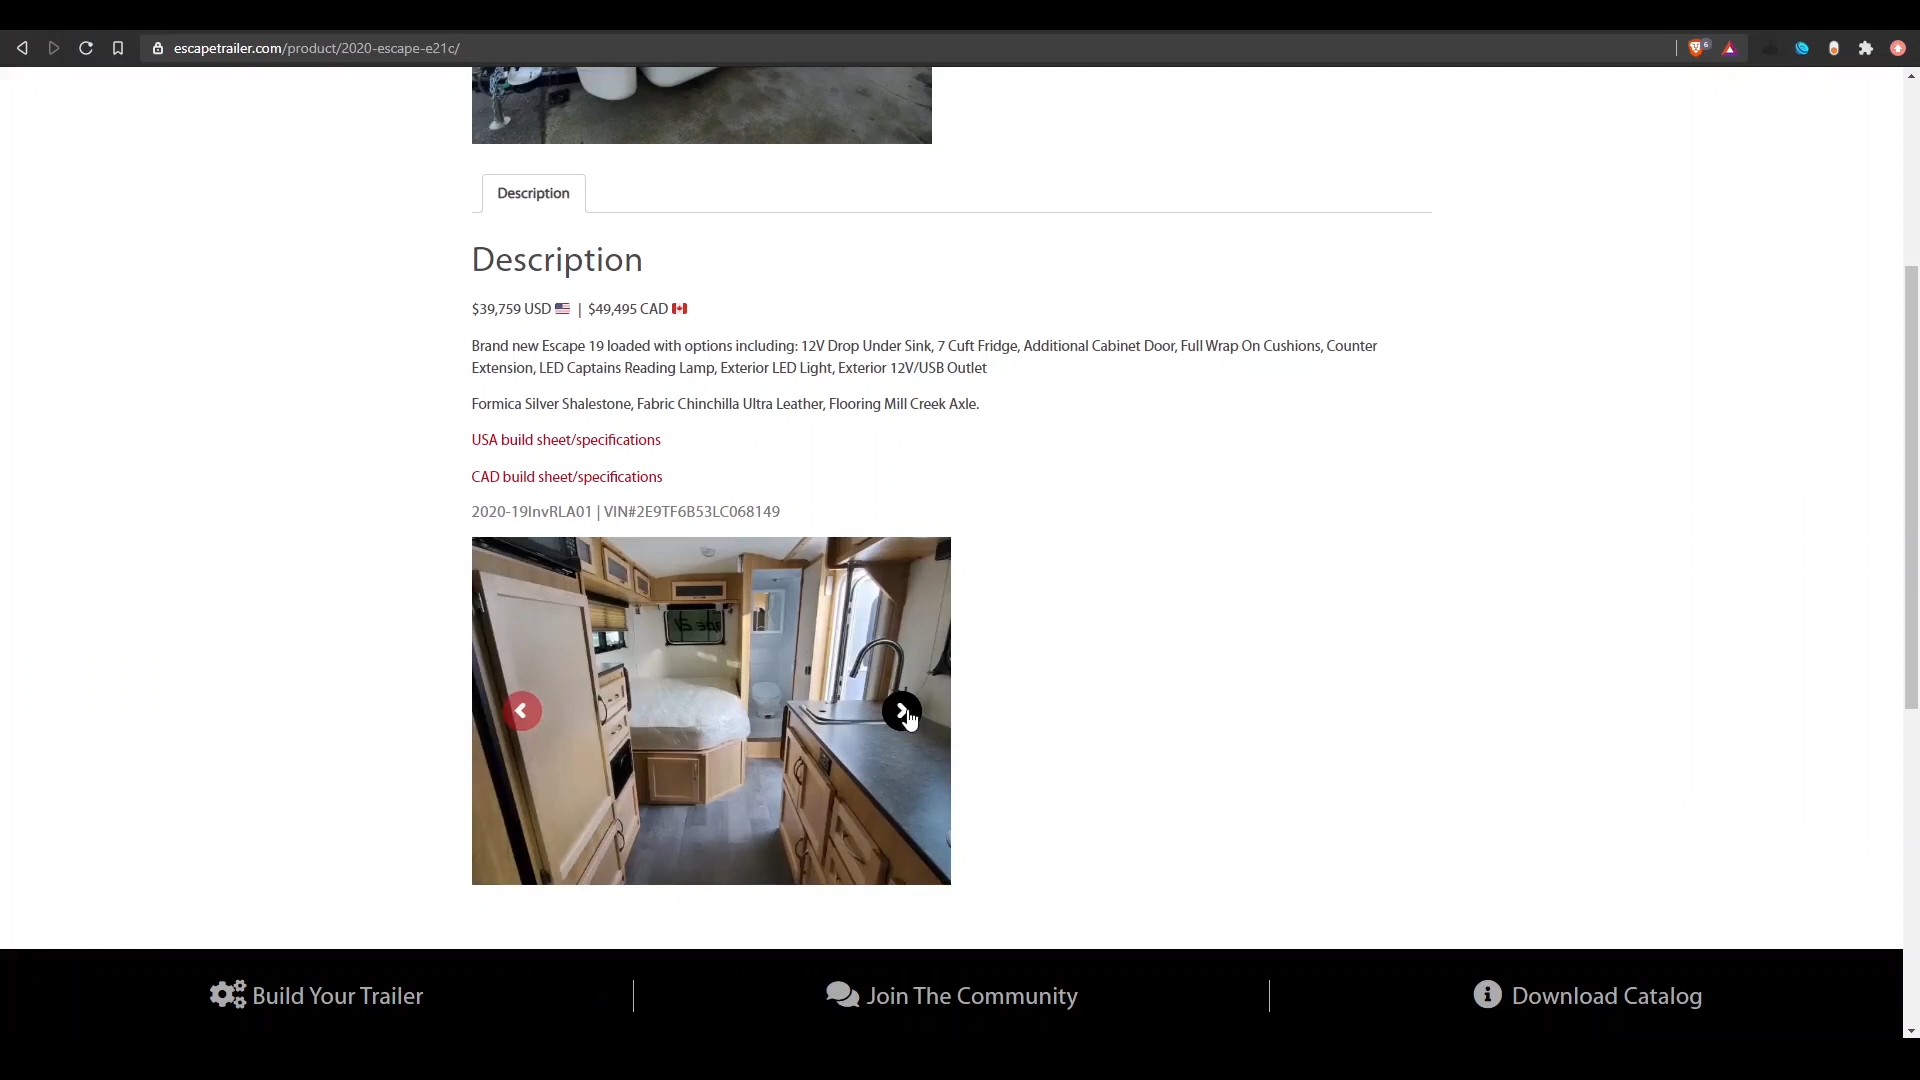 escapetrailer.com/product/2020-escape-e21c/
6
Description
Description
$39,759 USD | $49,495 CAD
Brand new Escape 19 loaded with options including: 12V Drop Under Sink, 7 Cuft Fridge, Additional Cabinet Door, Full Wrap On Cushions, Counter
Extension, LED Captains Reading Lamp, Exterior LED Light, Exterior 12V/USB Outlet
Formica Silver Shalestone, Fabric Chinchilla Ultra Leather, Flooring Mill Creek Axle.
USA build sheet/specifications
CAD build sheet/specifications
2020-19InvRLA01 | VIN#2E9TF6B53LC068149
Build Your Trailer
Join The Community
Download Catalog